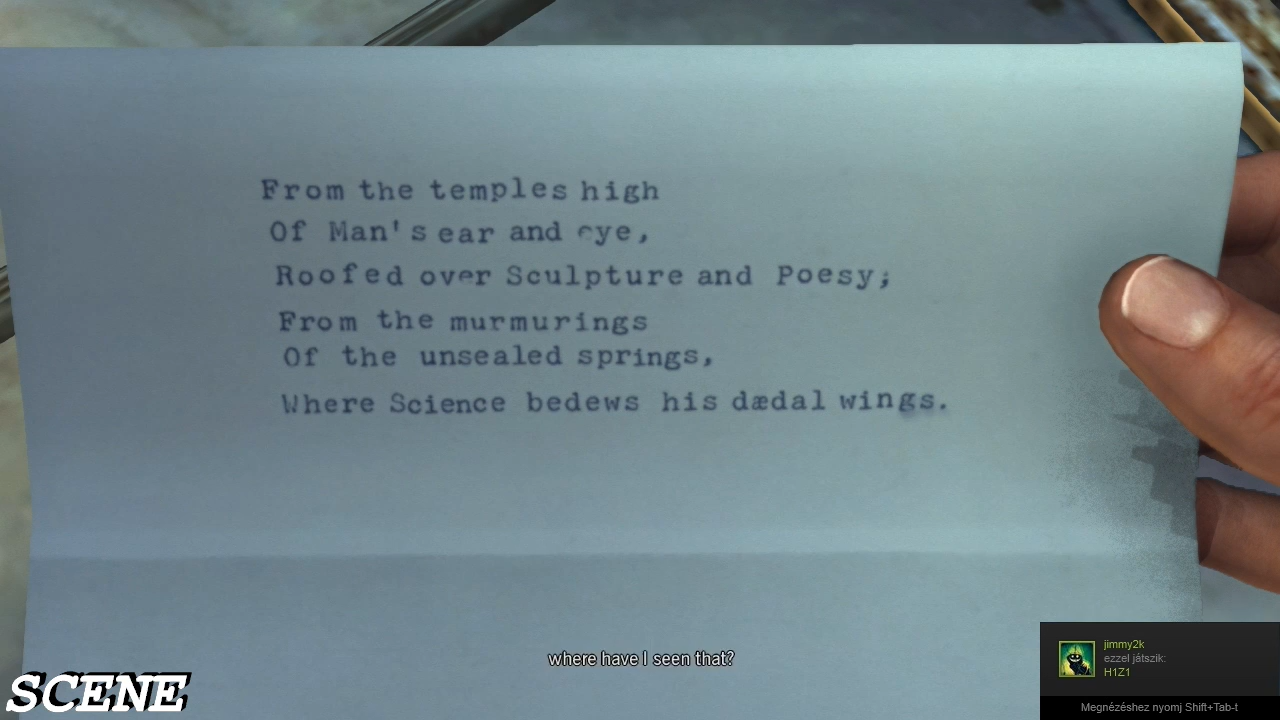 From the temples high
Of Man's ear and eye,
Roofed over Sculpture and Poesy;
From the murmurings
Of the unsealed springs,
Where Science bedews his dædal wings.
where have I seen that?
SCENE
jimmy2k
ezzel játszik:
H1Z1
Megnézéshez nyomj Shift+Tab-t